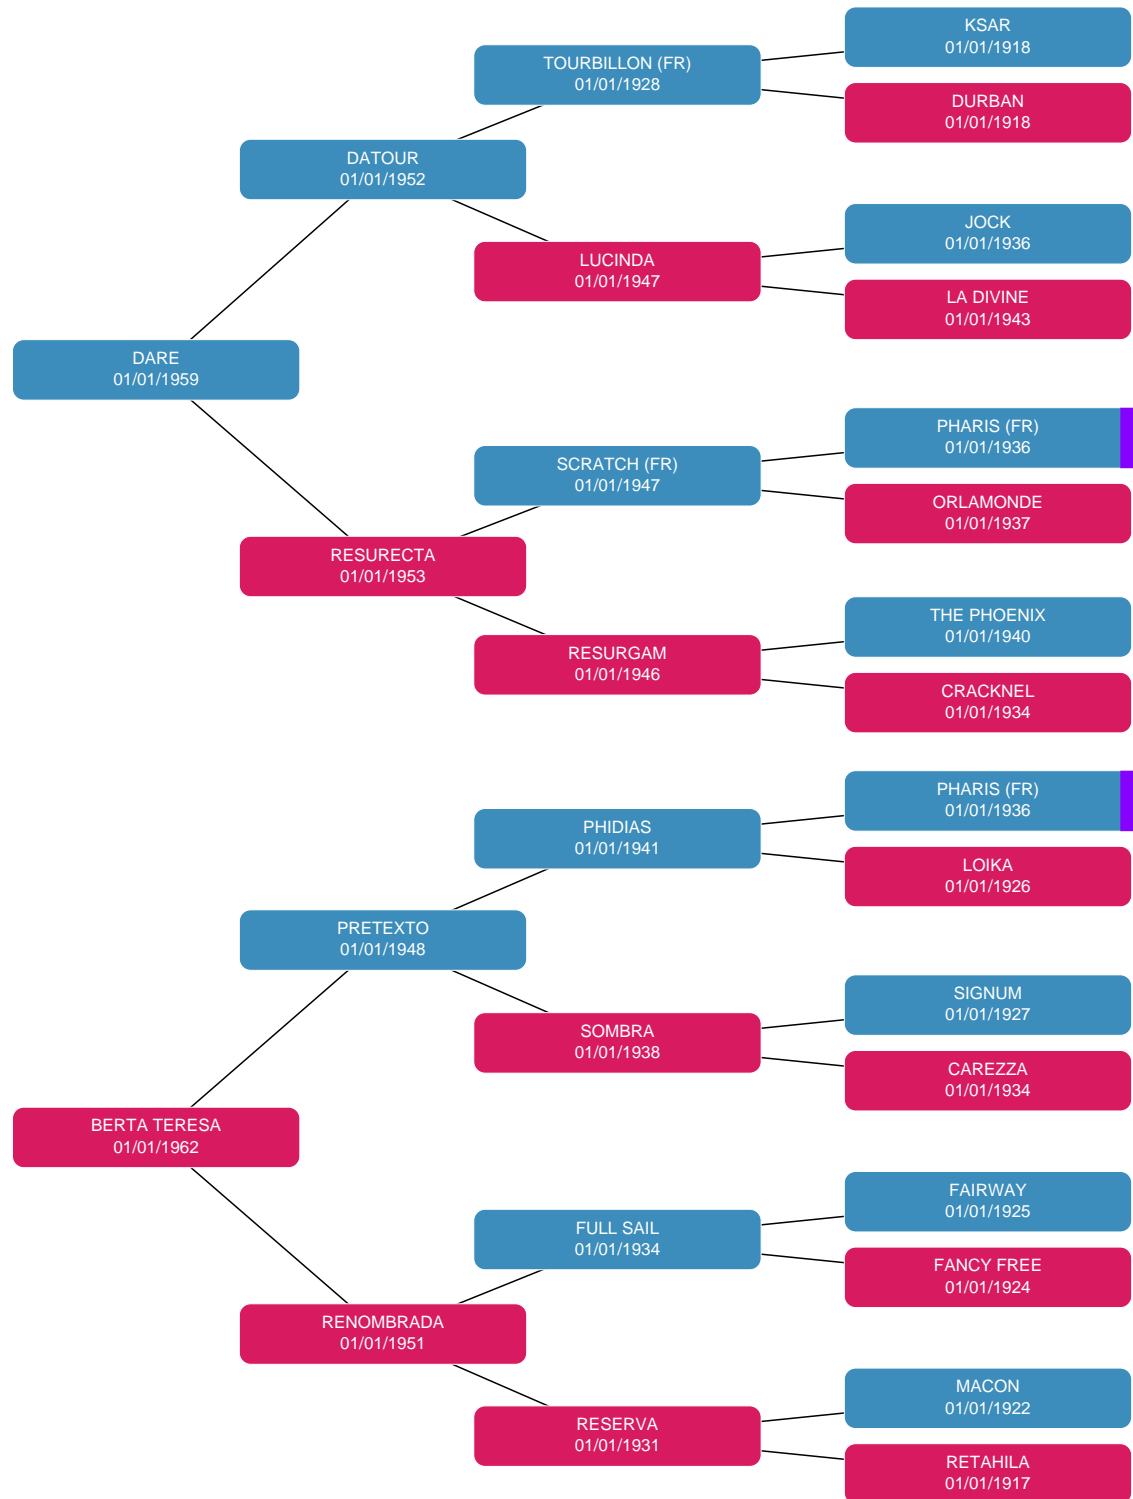 KSAR
01/01/1918
TOURBILLON (FR)
01/01/1928
DURBAN
01/01/1918
DATOUR
01/01/1952
JOCK
01/01/1936
LUCINDA
01/01/1947
LA DIVINE
01/01/1943
DARE
01/01/1959
PHARIS (FR)
01/01/1936
SCRATCH (FR)
01/01/1947
ORLAMONDE
01/01/1937
RESURECTA
01/01/1953
THE PHOENIX
01/01/1940
RESURGAM
01/01/1946
CRACKNEL
01/01/1934
PHARIS (FR)
01/01/1936
PHIDIAS
01/01/1941
LOIKA
01/01/1926
PRETEXTO
01/01/1948
SIGNUM
01/01/1927
SOMBRA
01/01/1938
CAREZZA
01/01/1934
BERTA TERESA
01/01/1962
FAIRWAY
01/01/1925
FULL SAIL
01/01/1934
FANCY FREE
01/01/1924
RENOMBRADA
01/01/1951
MACON
01/01/1922
RESERVA
01/01/1931
RETAHILA
01/01/1917